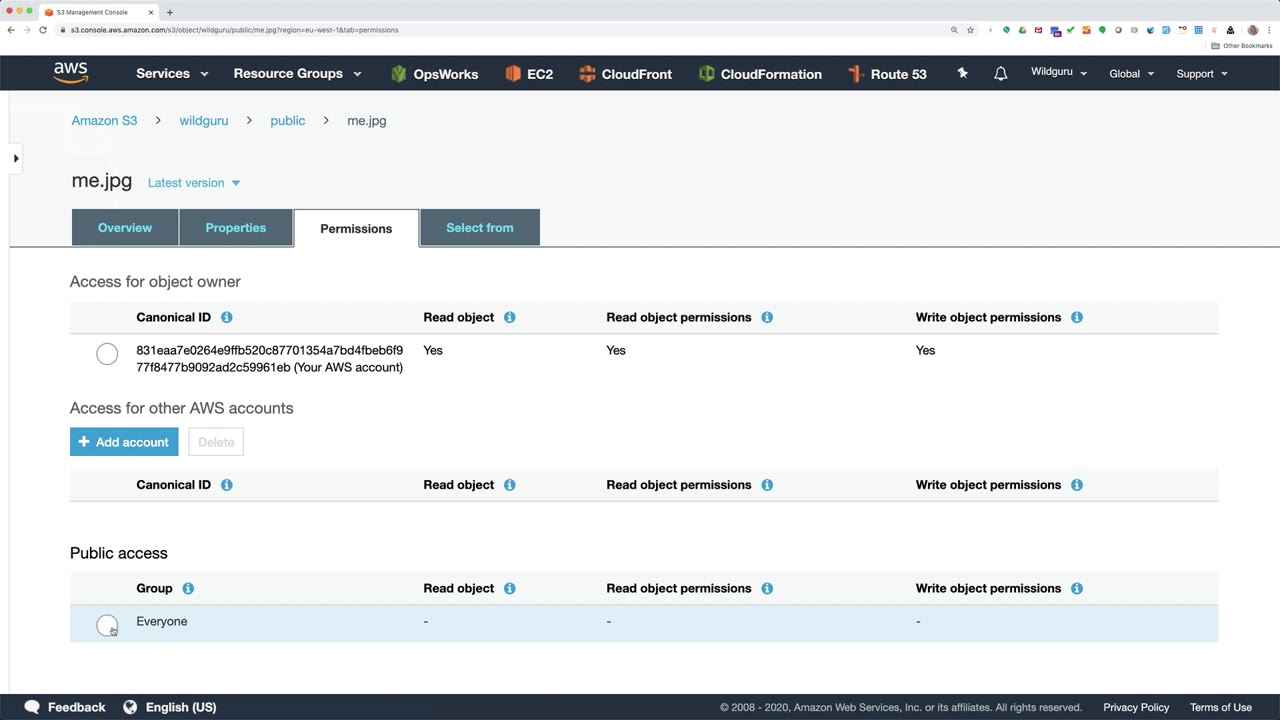 S3 Management Console
s3.console.aws.amazon.com/s3/object/wildguru/public/me.jpg?region=eu-west-1&tab=permissions
Other Bookmarks
aws Services Resource Groups OpsWorks EC2 CloudFront CloudFormation Route 53 Wildguru Global Support
Amazon S3 > wildguru > public > me.jpg
me.jpg Latest version
Overview Properties Permissions Select from
Access for object owner
Canonical ID Read object Read object permissions Write object permissions
831eaa7e0264e9ffb520c87701354a7bd4fbeb6f9 Yes Yes Yes
77f8477b9092ad2c59961eb (Your AWS account)
Access for other AWS accounts
+ Add account Delete
Canonical ID Read object Read object permissions Write object permissions
Public access
Group Read object Read object permissions Write object permissions
Everyone - - -
Feedback English (US) © 2008 - 2020, Amazon Web Services, Inc. or its affiliates. All rights reserved. Privacy Policy Terms of Use